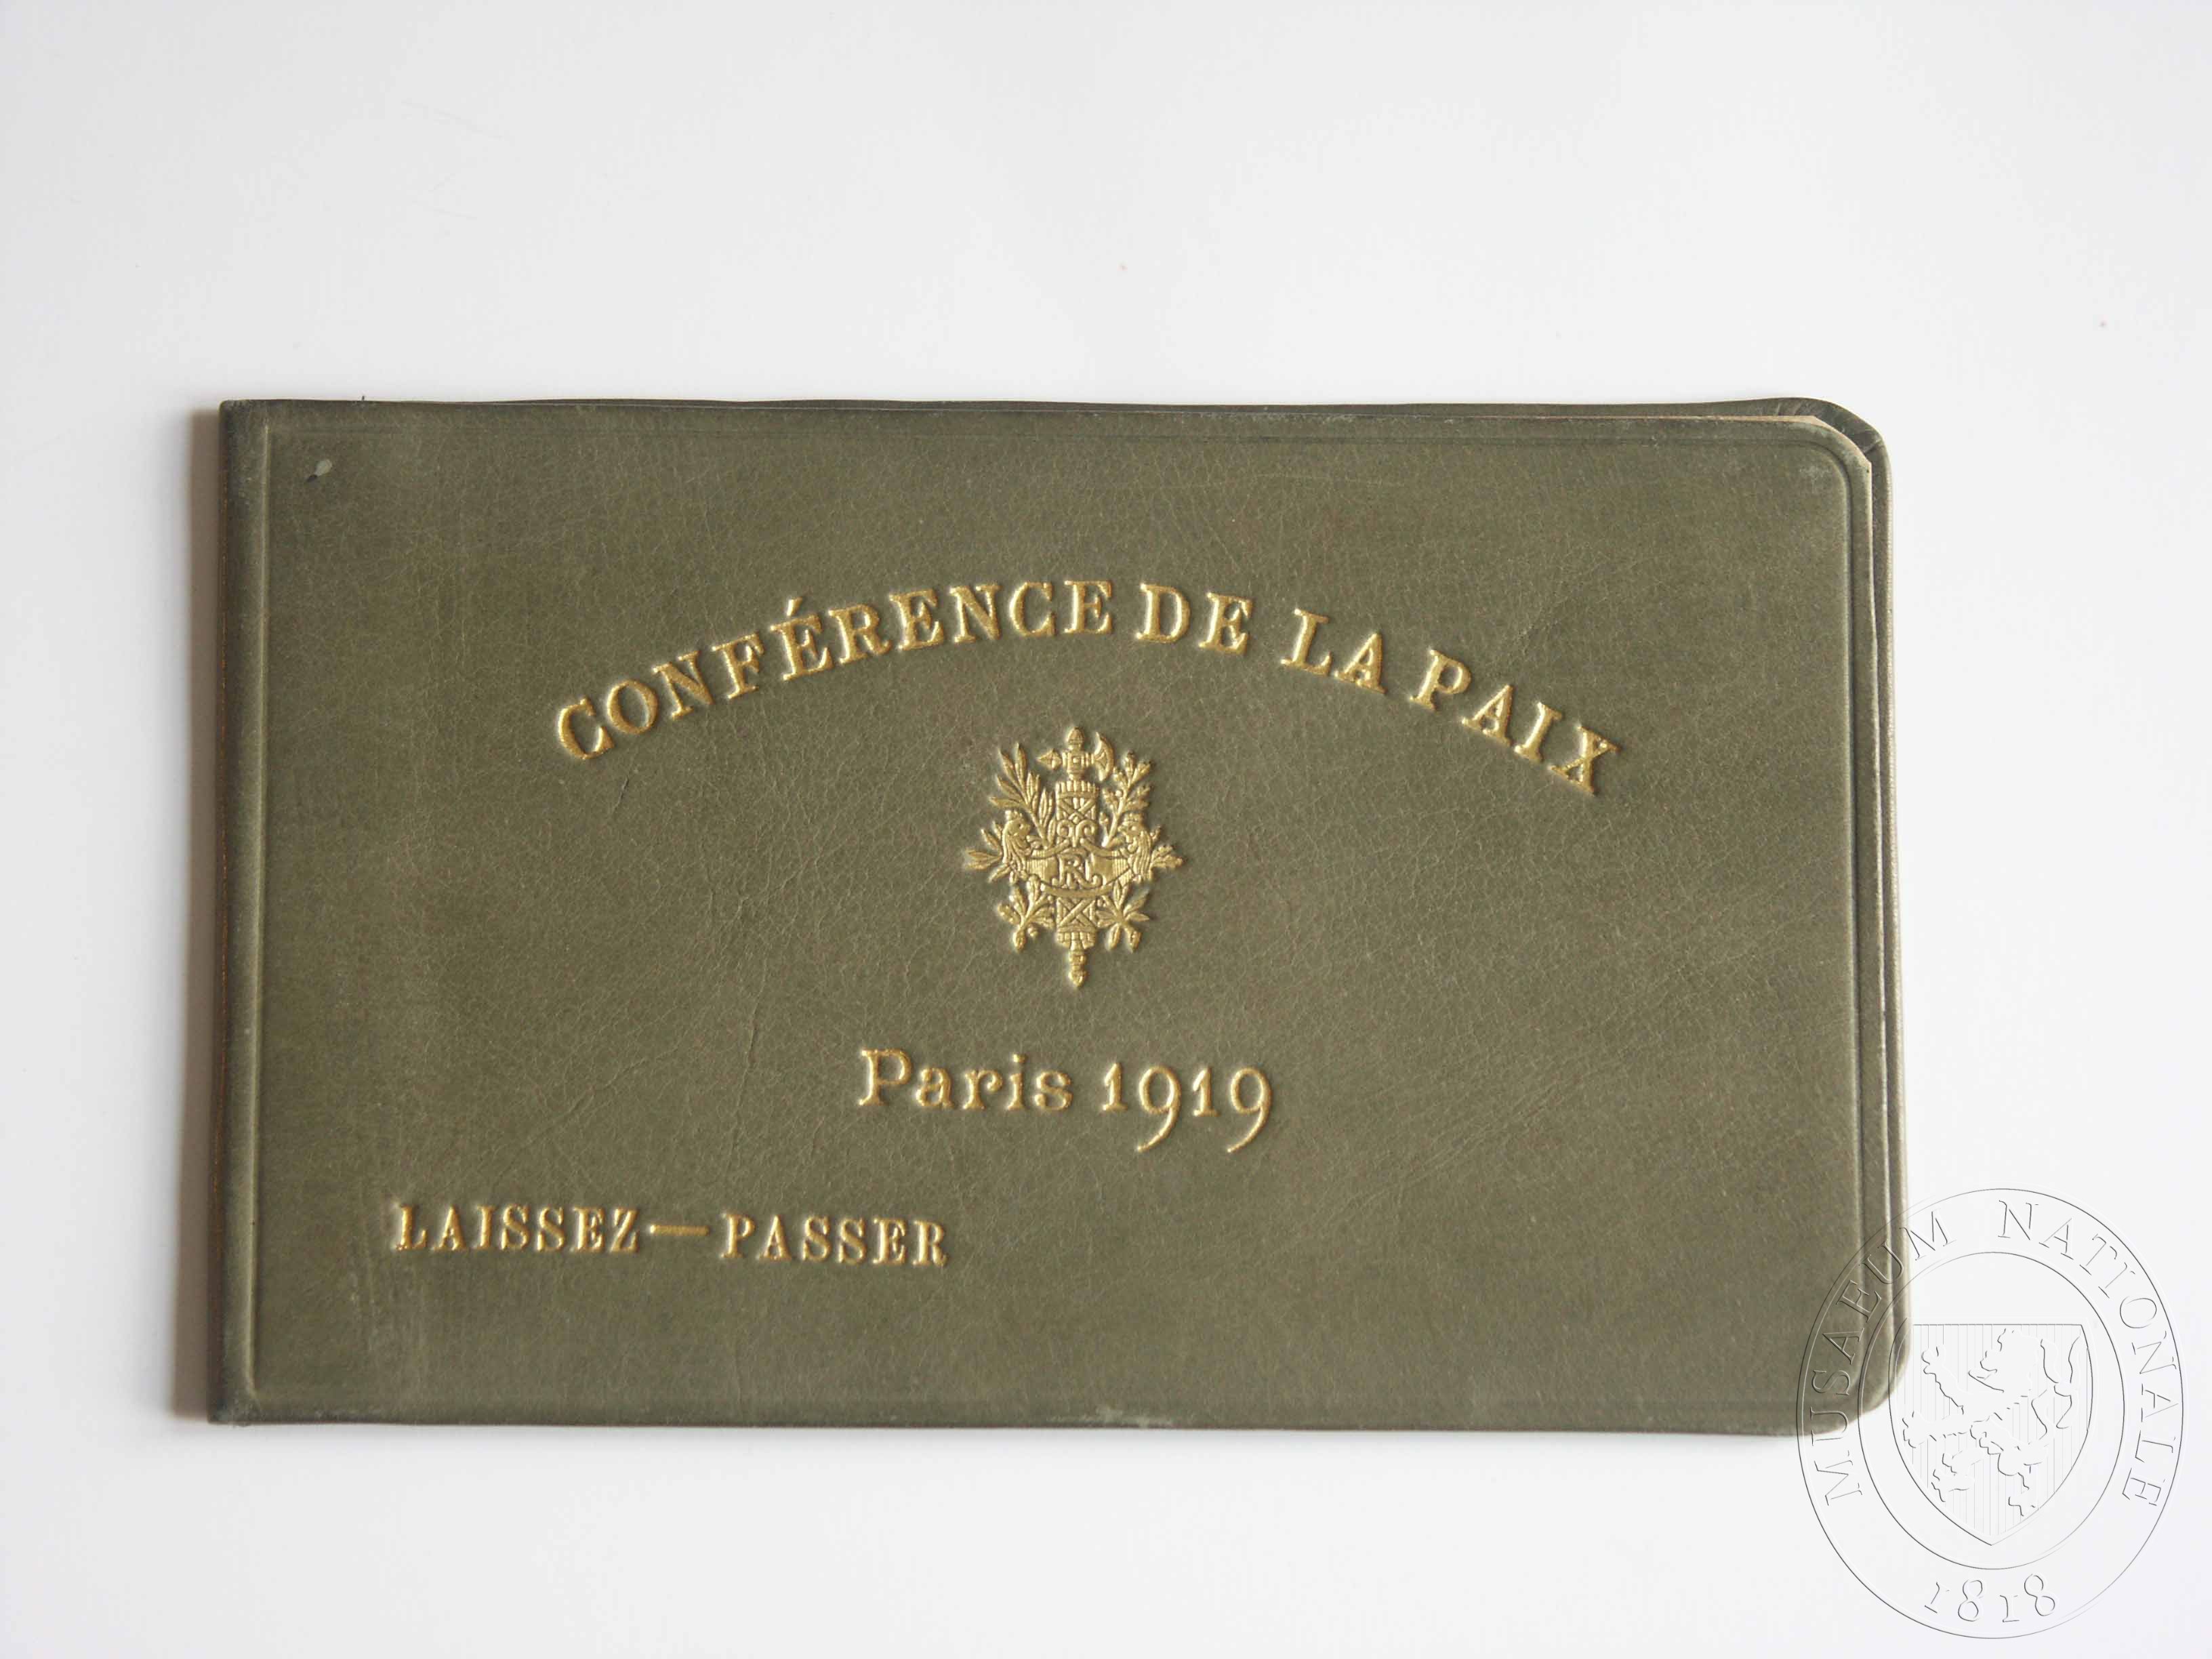 CONFÉRENCE DE LA PAIX
RF
Paris 1919
LAISSEZ—PASSER
MUSAEUM NATIONALE
1818